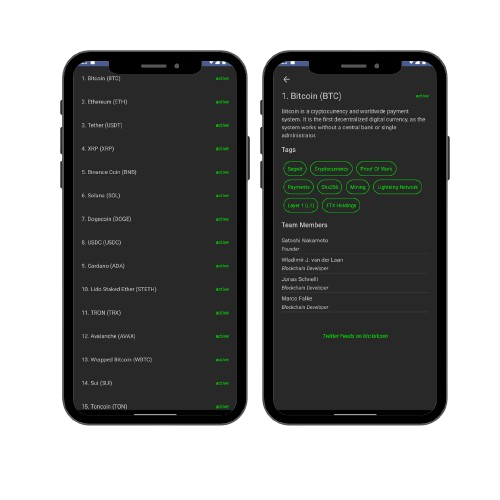 1. Bitcoin (BTC) active
2. Ethereum (ETH) active
3. Tether (USDT) active
4. XRP (XRP) active
5. Binance Coin (BNB) active
6. Solana (SOL) active
7. Dogecoin (DOGE) active
8. USDC (USDC) active
9. Cardano (ADA) active
10. Lido Staked Ether (STETH) active
11. TRON (TRX) active
12. Avalanche (AVAX) active
13. Wrapped Bitcoin (WBTC) active
14. Sui (SUI) active
15. Toncoin (TON) active
1. Bitcoin (BTC) active
Bitcoin is a cryptocurrency and worldwide payment
system. It is the first decentralized digital currency, as the
system works without a central bank or single
administrator.
Tags
Segwit Cryptocurrency Proof Of Work
Payments Sha256 Mining Lightning Network
Layer 1 (L1) FTX Holdings
Team Members
Satoshi Nakamoto
Founder
Wladimir J. van der Laan
Blockchain Developer
Jonas Schnelli
Blockchain Developer
Marco Falke
Blockchain Developer
Twitter Feeds on btcbitcoin